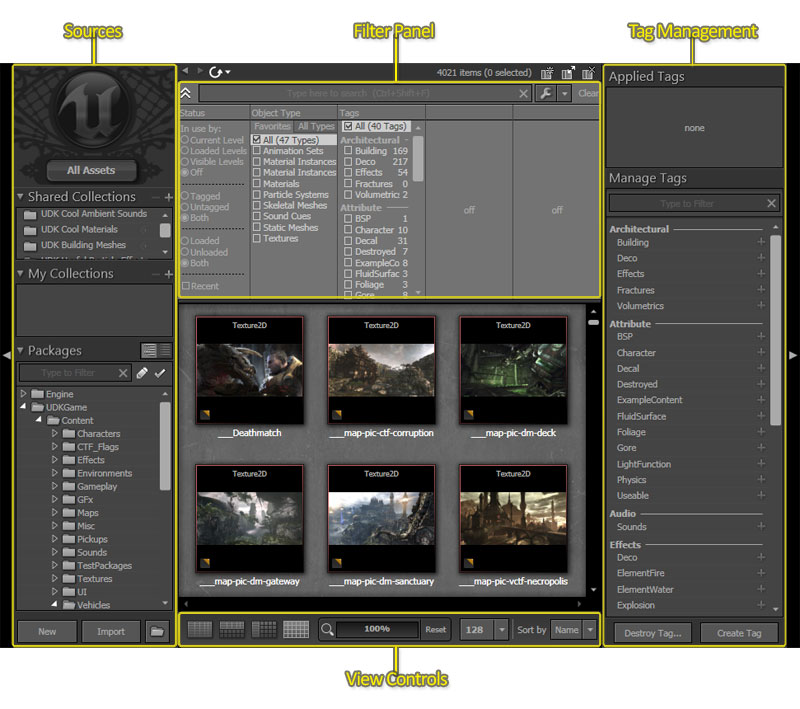 Sources
Filter Panel
Tag Management
All Assets
Shared Collections
UDK Cool Ambient Sounds
UDK Cool Materials
UDK Building Meshes
My Collections
Packages
Type to Filter
Engine
UDKGame
Content
Characters
CTF_Flags
Effects
Environments
Gameplay
GFx
Maps
Misc
Pickups
Sounds
TestPackages
Textures
UI
Vehicles
New
Import
4021 items (0 selected)
Type here to search (Ctrl+Shift+F)
Clear
Status
In use by:
Current Level
Loaded Levels
Visible Levels
Off
Tagged
Untagged
Both
Loaded
Unloaded
Both
Recent
Object Type
Favorites All Types
All (47 Types)
Animation Sets
Material Instances
Material Instances
Materials
Particle Systems
Skeletal Meshes
Sound Cues
Static Meshes
Textures
Tags
All (40 Tags)
Architectural
Building 169
Deco 217
Effects 54
Fractures 0
Volumetrics 2
Attribute
BSP 1
Character 10
Decal 31
Destroyed 7
ExampleCo 8
FluidSurfac 3
Foliage 3
Gore 8
off
off
Texture2D
___Deathmatch
Texture2D
___map-pic-ctf-corruption
Texture2D
___map-pic-dm-deck
Texture2D
___map-pic-dm-gateway
Texture2D
___map-pic-dm-sanctuary
Texture2D
___map-pic-vctf-necropolis
100%
Reset
128
Sort by
Name
View Controls
Applied Tags
none
Manage Tags
Type to Filter
Architectural
Building
Deco
Effects
Fractures
Volumetrics
Attribute
BSP
Character
Decal
Destroyed
ExampleContent
FluidSurface
Foliage
Gore
LightFunction
Physics
Useable
Audio
Sounds
Effects
Deco
ElementFire
ElementWater
Explosion
Destroy Tag...
Create Tag